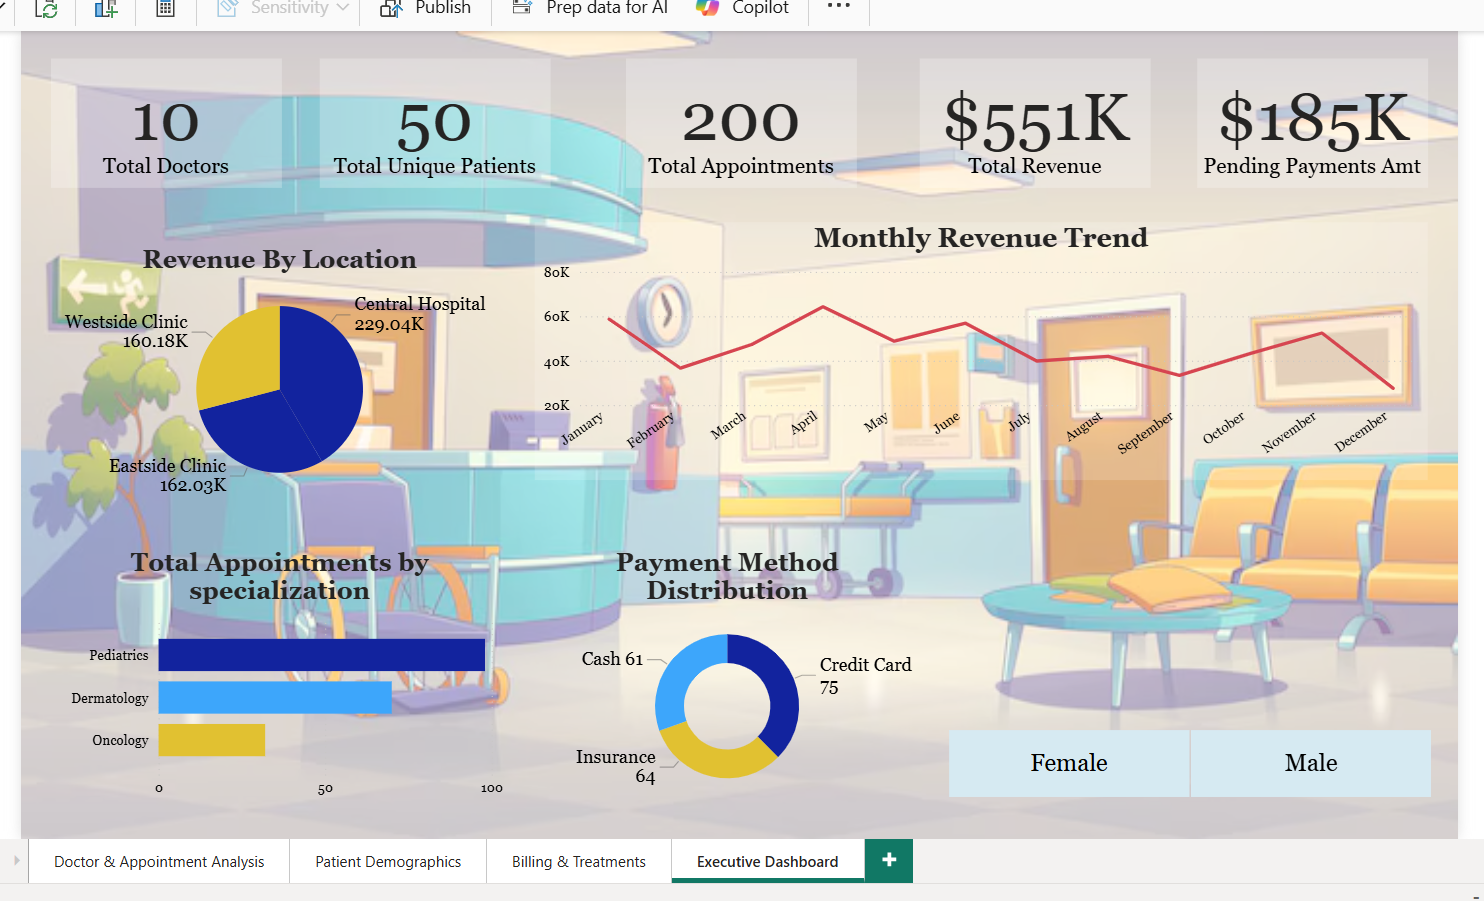 Sensitivity
Publish
Prep data for AI
Copilot
10
Total Doctors
50
Total Unique Patients
200
Total Appointments
$551K
Total Revenue
$185K
Pending Payments Amt
Revenue By Location
Central Hospital
229.04K
Westside Clinic
160.18K
Eastside Clinic
162.03K
Monthly Revenue Trend
80K
60K
40K
20K
January
February
March
April
May
June
July
August
September
October
November
December
Total Appointments by
specialization
Pediatrics
Dermatology
Oncology
0
50
100
Payment Method
Distribution
Cash 61
Credit Card
75
Insurance
64
Female
Male
Doctor & Appointment Analysis
Patient Demographics
Billing & Treatments
Executive Dashboard